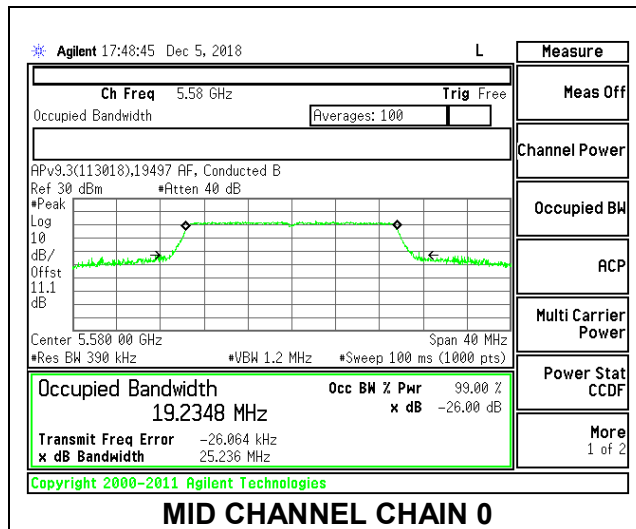 Agilent 17:48:45 Dec 5, 2018 L
Measure
Ch Freq 5.58 GHz Trig Free
Meas Off
Occupied Bandwidth Averages: 100
Channel Power
APv9.3(113018),19497 AF, Conducted B
Ref 30 dBm #Atten 40 dB
#Peak
Log
10
dB/
Offst
11.1
dB
Occupied BW
ACP
Center 5.580 00 GHz Span 40 MHz
#Res BW 390 kHz #VBW 1.2 MHz #Sweep 100 ms (1000 pts)
Multi Carrier
Power
Occupied Bandwidth Occ BW % Pwr 99.00 %
19.2348 MHz x dB -26.00 dB
Power Stat
CCDF
Transmit Freq Error -26.064 kHz
x dB Bandwidth 25.236 MHz
More
1 of 2
Copyright 2000-2011 Agilent Technologies
MID CHANNEL CHAIN 0